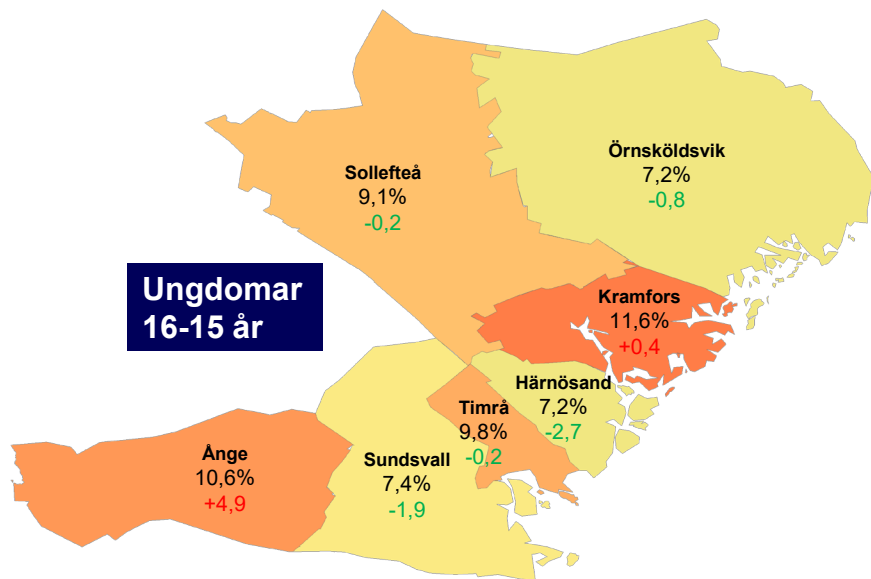 Örnsköldsvik
7,2%
-0,8
Sollefteå
9,1%
-0,2
Ungdomar
16-15 år
Kramfors
11,6%
+0,4
Härnösand
7,2%
-2,7
Timrå
9,8%
-0,2
Ånge
10,6%
+4,9
Sundsvall
7,4%
-1,9